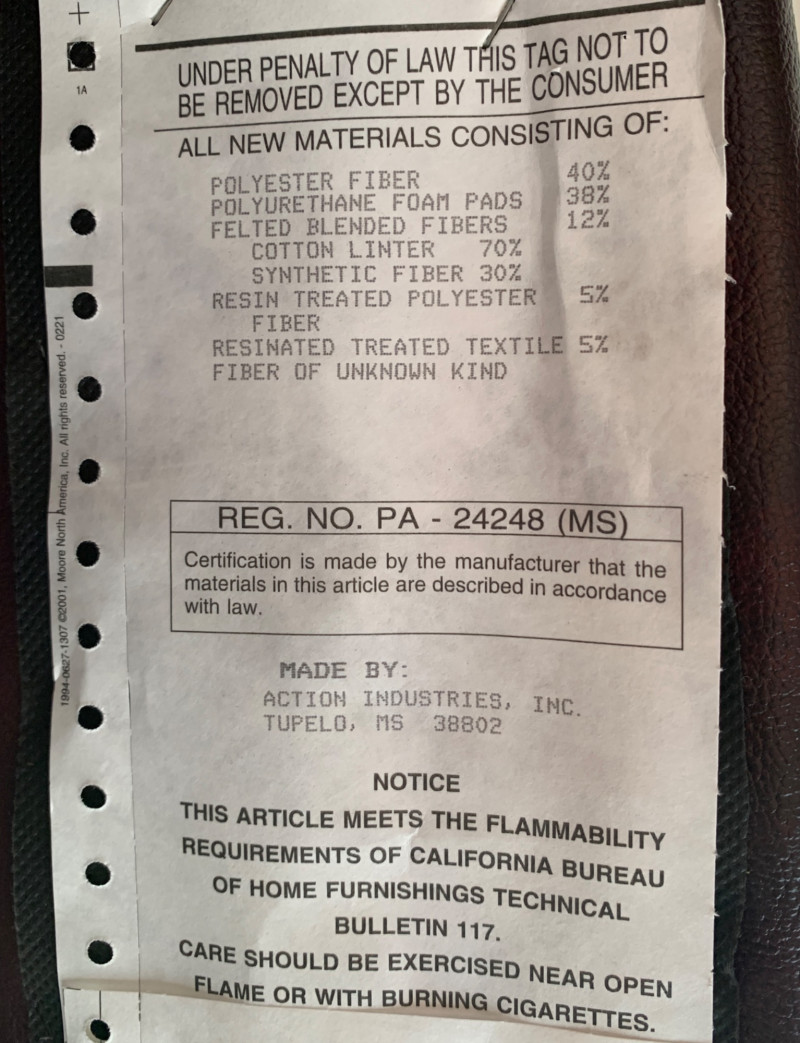 1A
UNDER PENALTY OF LAW THIS TAG NOT TO
BE REMOVED EXCEPT BY THE CONSUMER
ALL NEW MATERIALS CONSISTING OF:
POLYESTER FIBER 40%
POLYURETHANE FOAM PADS 38%
FELTED BLENDED FIBERS 12%
COTTON LINTER 70%
SYNTHETIC FIBER 30%
RESIN TREATED POLYESTER 5%
FIBER
RESINATED TREATED TEXTILE 5%
FIBER OF UNKNOWN KIND
REG. NO. PA - 24248 (MS)
Certification is made by the manufacturer that the
materials in this article are described in accordance
with law.
MADE BY:
ACTION INDUSTRIES, INC.
TUPELO, MS 38802
NOTICE
THIS ARTICLE MEETS THE FLAMMABILITY
REQUIREMENTS OF CALIFORNIA BUREAU
OF HOME FURNISHINGS TECHNICAL
BULLETIN 117.
CARE SHOULD BE EXERCISED NEAR OPEN
FLAME OR WITH BURNING CIGARETTES.
1994-0627-1307 ©2001, Moore North America, Inc. All rights reserved. - 0221